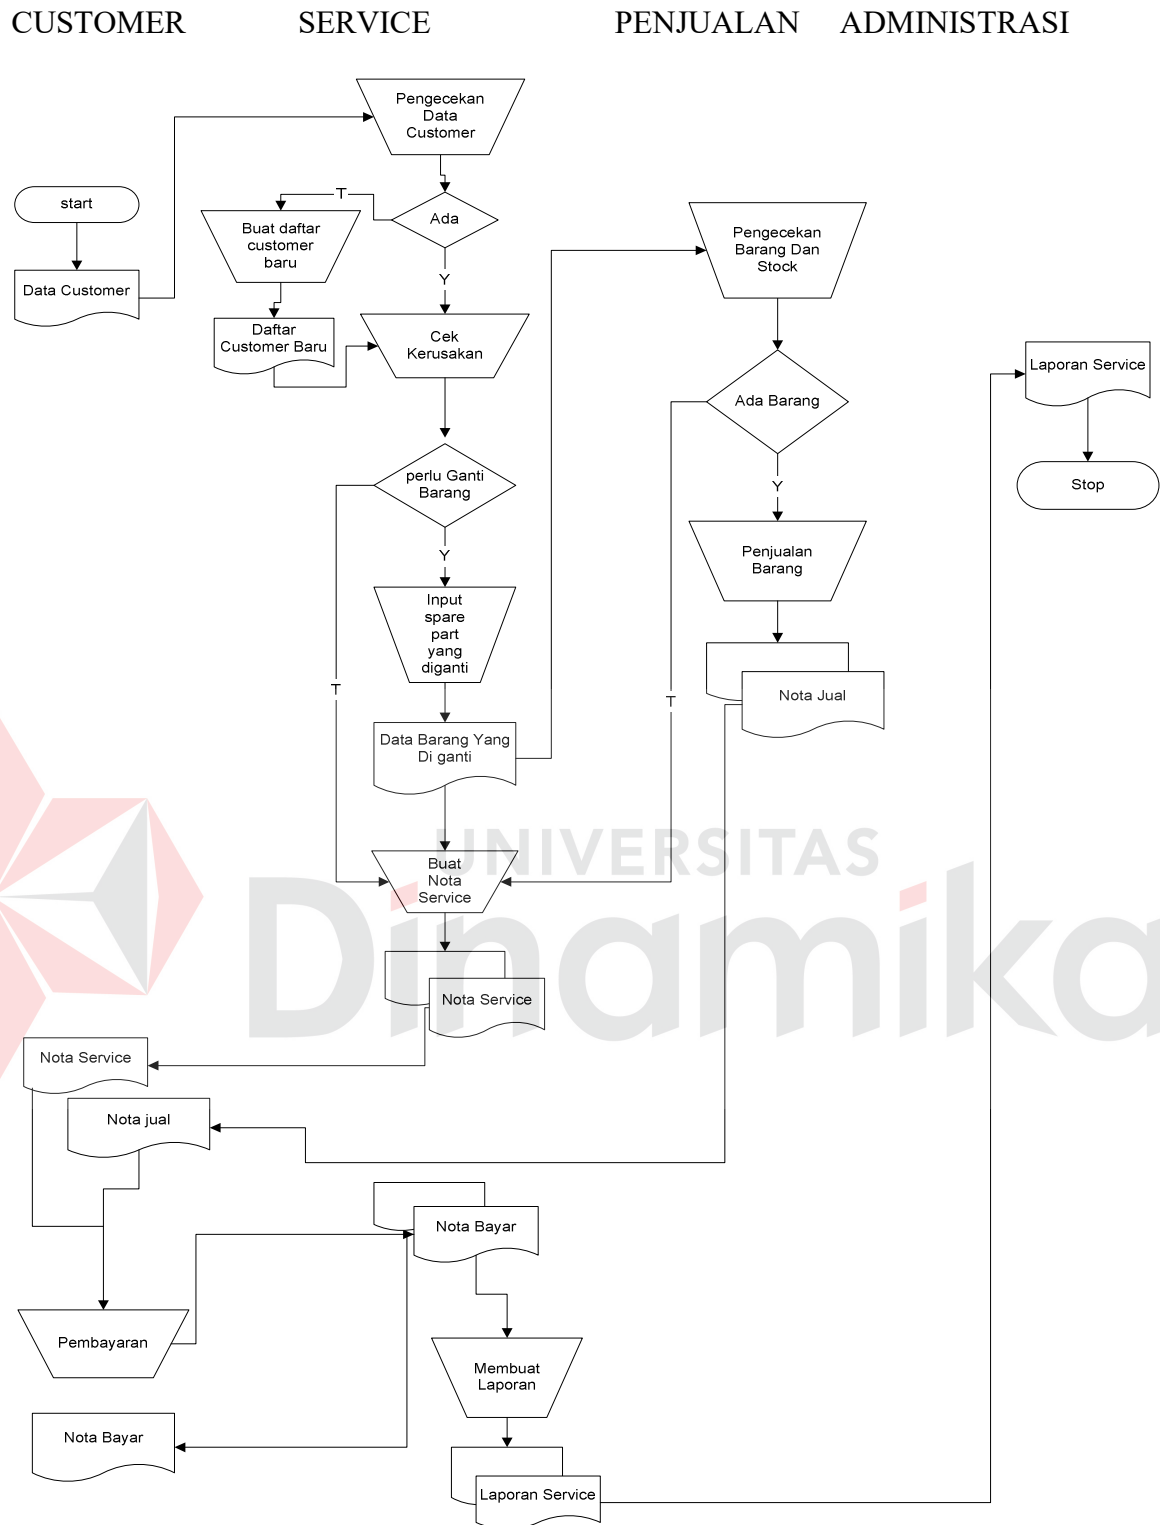 CUSTOMER SERVICE PENJUALAN ADMINISTRASI
Pengecekan
Data
Customer
start
T
Ada
Buat daftar
customer
baru
Pengecekan
Barang Dan
Stock
Data Customer
Y
Daftar
Customer Baru
Cek
Kerusakan
Laporan Service
Ada Barang
perlu Ganti
Barang
Y
Stop
Y
Penjualan
Barang
Input
spare
part
yang
diganti
T
T
Nota Jual
Data Barang Yang
Di ganti
UNIVERSITAS
Dinamika
Buat
Nota
Service
Nota Service
Nota Service
Nota jual
Nota Bayar
Pembayaran
Membuat
Laporan
Nota Bayar
Laporan Service